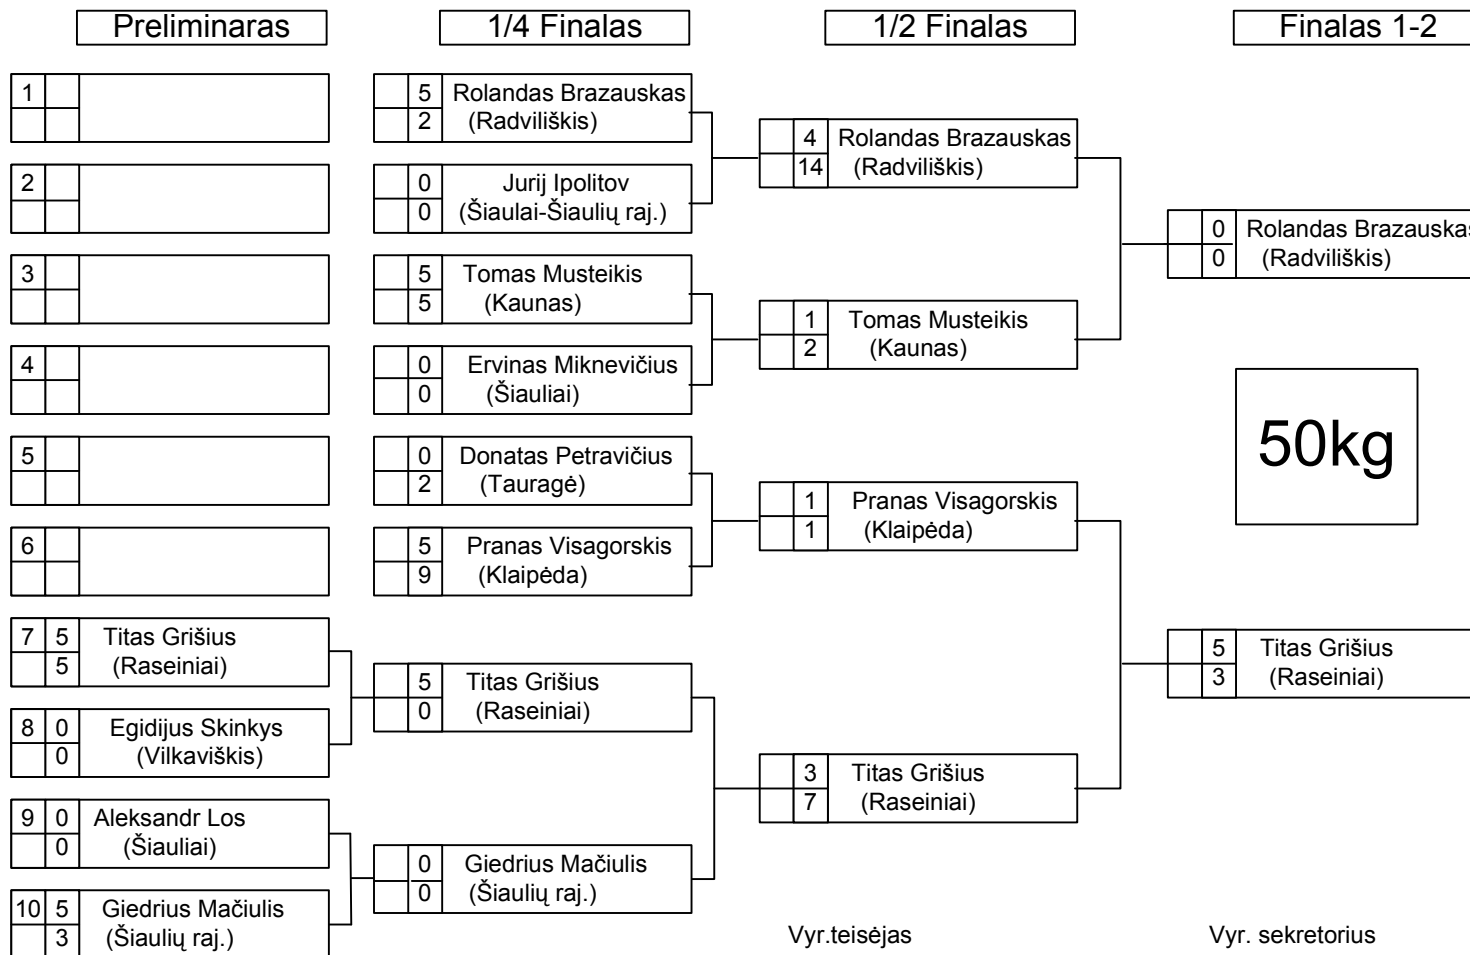 Preliminaras
1/4 Finalas
1/2 Finalas
Finalas 1-2
1
2
3
4
5
6
7 5 Titas Grišius
5 (Raseiniai)
8 0 Egidijus Skinkys
0 (Vilkaviškis)
9 0 Aleksandr Los
0 (Šiauliai)
10 5 Giedrius Mačiulis
3 (Šiaulių raj.)
5 Rolandas Brazauskas
2 (Radviliškis)
0 Jurij Ipolitov
0 (Šiaulai-Šiaulių raj.)
5 Tomas Musteikis
5 (Kaunas)
0 Ervinas Miknevičius
0 (Šiauliai)
0 Donatas Petravičius
2 (Tauragė)
5 Pranas Visagorskis
9 (Klaipėda)
5 Titas Grišius
0 (Raseiniai)
0 Giedrius Mačiulis
0 (Šiaulių raj.)
4 Rolandas Brazauskas
14 (Radviliškis)
1 Tomas Musteikis
2 (Kaunas)
1 Pranas Visagorskis
1 (Klaipėda)
3 Titas Grišius
7 (Raseiniai)
0 Rolandas Brazauskas
0 (Radviliškis)
50kg
5 Titas Grišius
3 (Raseiniai)
Vyr.teisėjas
Vyr. sekretorius